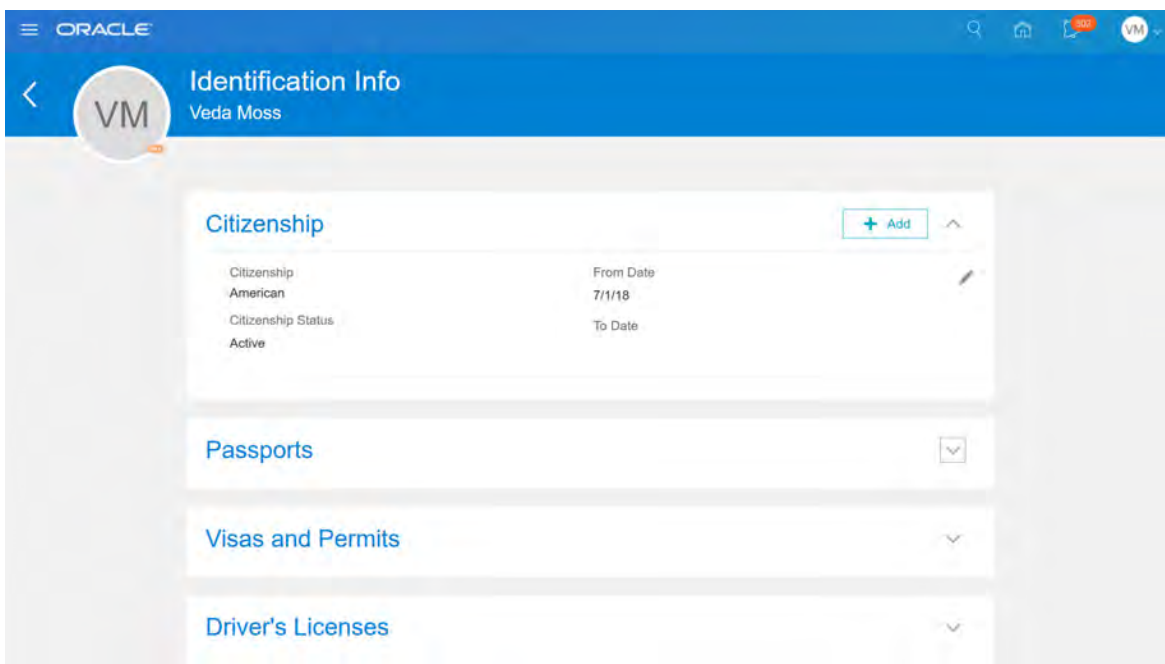 ORACLE
502
VM
Identification Info
Veda Moss
VM
Citizenship
+ Add
Citizenship
From Date
American
7/1/18
Citizenship Status
To Date
Active
Passports
Visas and Permits
Driver's Licenses